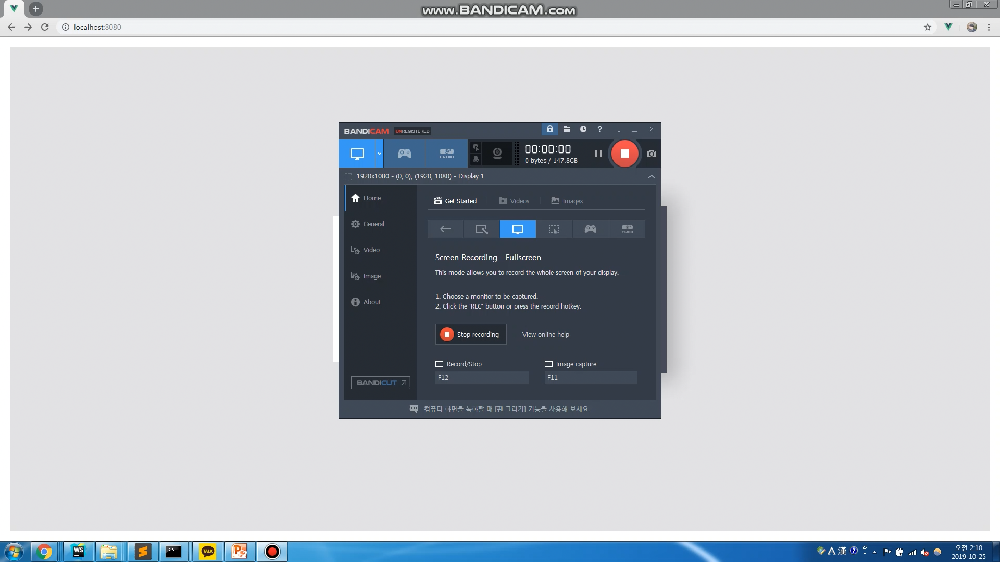 www.BANDICAM.com
localhost:8080
BANDICAM UNREGISTERED
?
HDMI
00:00:00
0 bytes / 147.8GB
1920x1080 - (0, 0), (1920, 1080) - Display 1
Home
General
Video
Image
About
BANDICUT
Get Started
Videos
Images
HDMI
Screen Recording - Fullscreen
This mode allows you to record the whole screen of your display.
1. Choose a monitor to be captured.
2. Click the 'REC' button or press the record hotkey.
Stop recording
View online help
Record/Stop
F12
Image capture
F11
컴퓨터 화면을 녹화할 때 [펜 그리기] 기능을 사용해 보세요.
WS
C:\
TALK
P
A 漢 ?
오전 2:10
2019-10-25